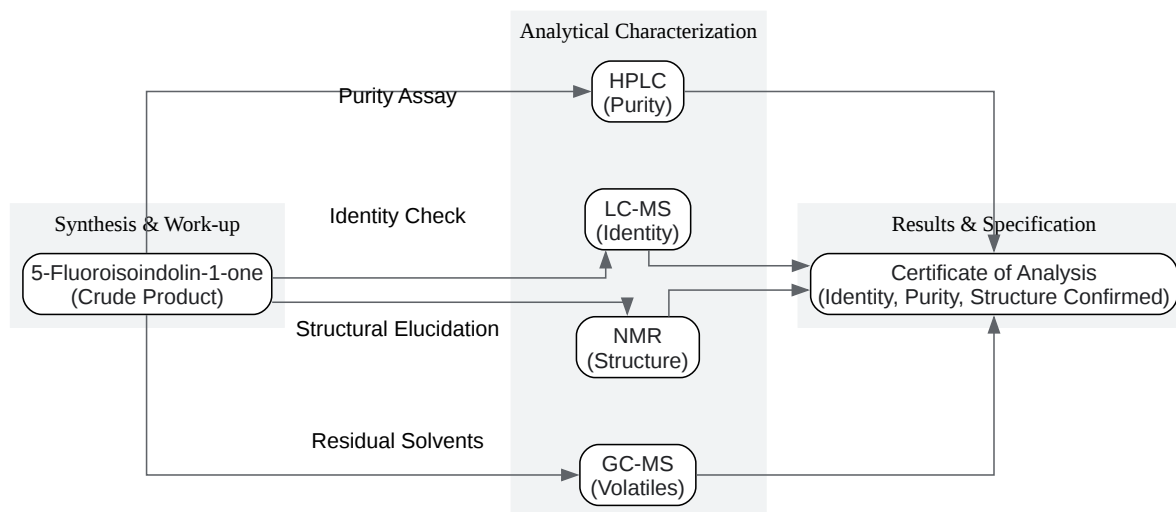 Analytical Characterization
HPLC
(Purity)
Purity Assay
Identity Check
LC-MS
(Identity)
Synthesis & Work-up
Results & Specification
5-Fluoroisoindolin-1-one
(Crude Product)
Certificate of Analysis
(Identity, Purity, Structure Confirmed)
Structural Elucidation
NMR
(Structure)
Residual Solvents
GC-MS
(Volatiles)